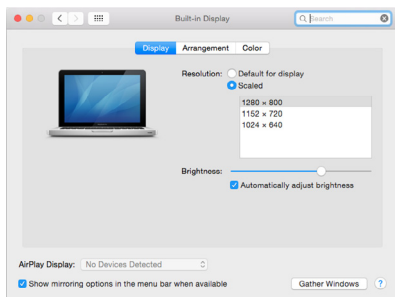 Built-in Display
Search
Display Arrangement Color
Resolution: Default for display
Scaled
1280 × 800
1152 × 720
1024 × 640
Brightness:
Automatically adjust brightness
AirPlay Display: No Devices Detected
Show mirroring options in the menu bar when available
Gather Windows ?